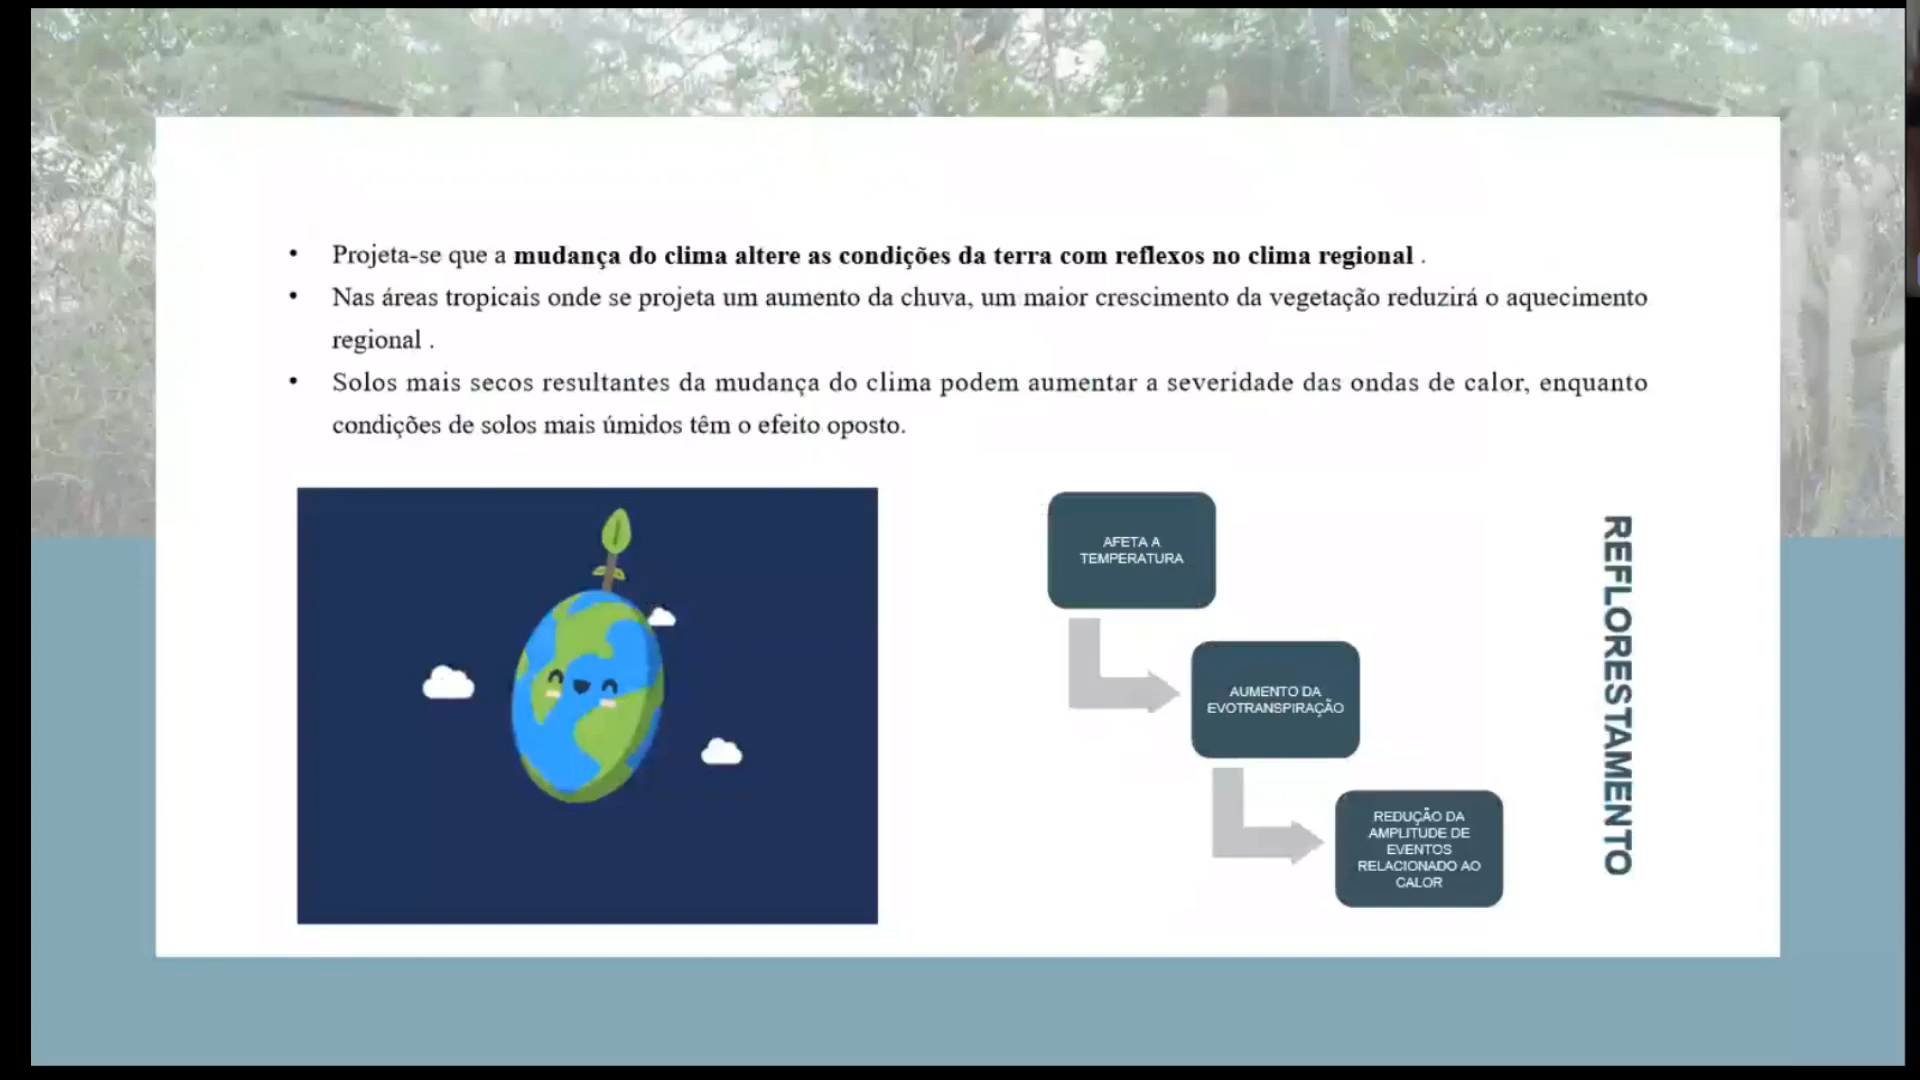 • Projeta-se que a mudança do clima altere as condições da terra com reflexos no clima regional .
• Nas áreas tropicais onde se projeta um aumento da chuva, um maior crescimento da vegetação reduzirá o aquecimento
regional .
• Solos mais secos resultantes da mudança do clima podem aumentar a severidade das ondas de calor, enquanto
condições de solos mais úmidos têm o efeito oposto.
AFETA A
TEMPERATURA
AUMENTO DA
EVOTRANSPIRAÇÃO
REDUÇÃO DA
AMPLITUDE DE
EVENTOS
RELACIONADO AO
CALOR
REFLORESTAMENTO